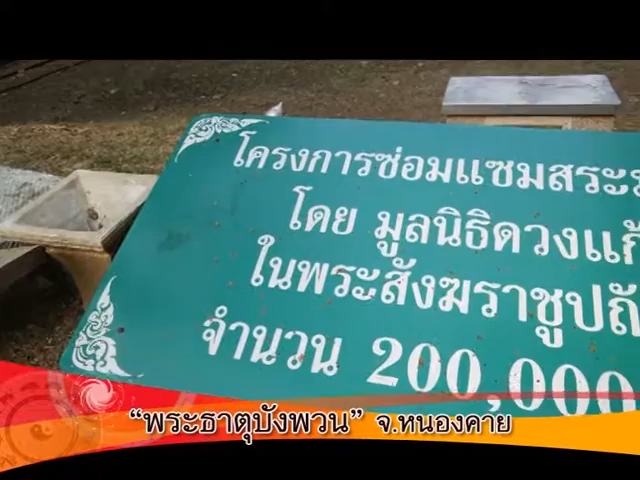 โครงการซ่อมแซมสระ
โดย มูลนิธิดวงแก้
ในพระสังฆราชูปถั
จำนวน 200,000
“พระธาตุบังพวน” จ.หนองคาย